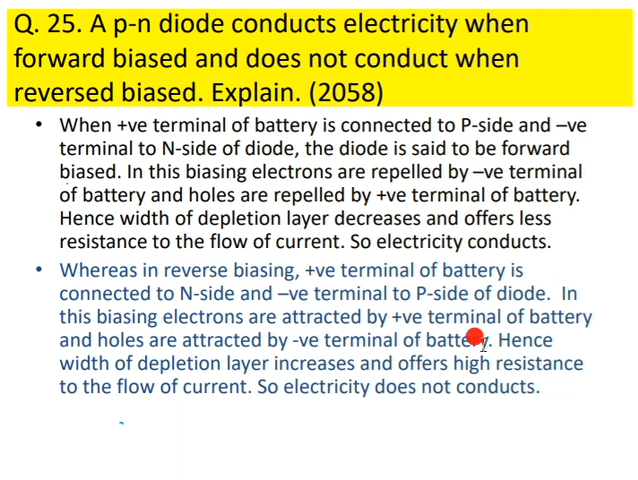 Q. 25. A p-n diode conducts electricity when
forward biased and does not conduct when
reversed biased. Explain. (2058)
• When +ve terminal of battery is connected to P-side and –ve
terminal to N-side of diode, the diode is said to be forward
biased. In this biasing electrons are repelled by –ve terminal
of battery and holes are repelled by +ve terminal of battery.
Hence width of depletion layer decreases and offers less
resistance to the flow of current. So electricity conducts.
• Whereas in reverse biasing, +ve terminal of battery is
connected to N-side and –ve terminal to P-side of diode. In
this biasing electrons are attracted by +ve terminal of battery
and holes are attracted by -ve terminal of battery. Hence
width of depletion layer increases and offers high resistance
to the flow of current. So electricity does not conducts.